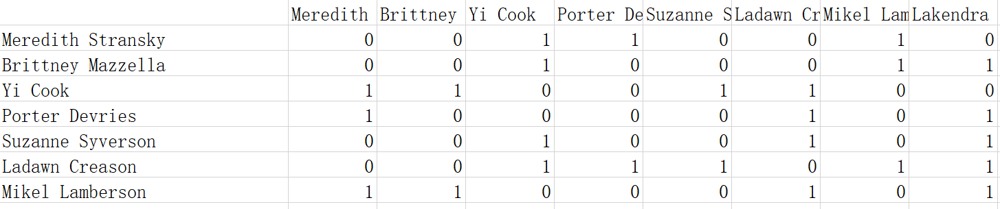 Meredith Brittney Yi Cook Porter De Suzanne S Ladawn Cr Mikel Lam Lakendra
Meredith Stransky 0 0 1 1 0 0 1 0
Brittney Mazzella 0 0 1 0 0 0 1 1
Yi Cook 1 1 0 0 1 1 0 0
Porter Devries 1 0 0 0 0 1 0 1
Suzanne Syverson 0 0 1 0 0 1 0 1
Ladawn Creason 0 0 1 1 1 0 1 1
Mikel Lamberson 1 1 0 0 0 1 0 1